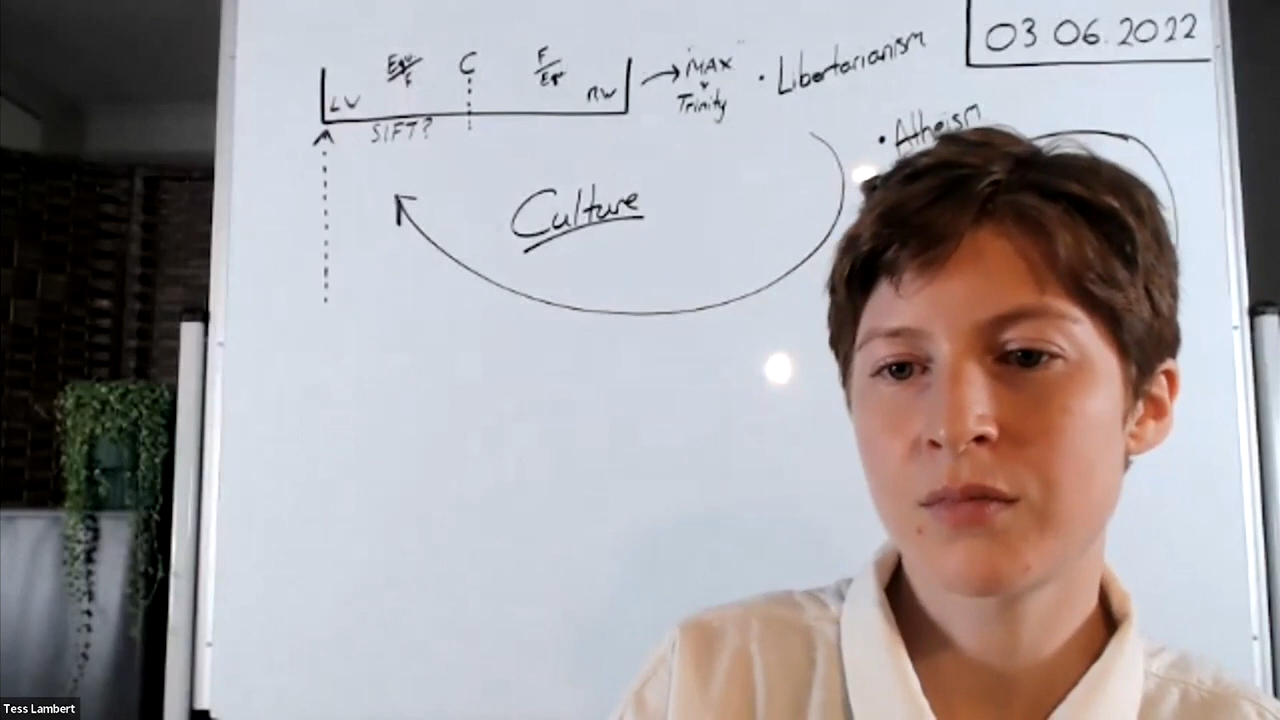 03 06.2022
Equ/F C F/Eq → "MAX" • Libertarianism
LW RW Trinity
SIFT?
• Atheism
Culture
Tess Lambert